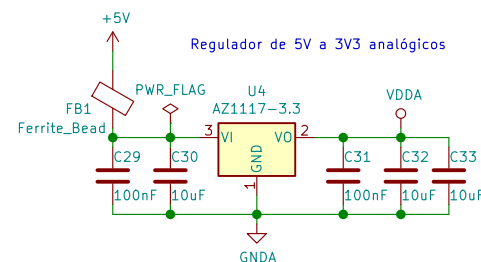 +5V
Regulador de 5V a 3V3 analógicos
FB1
Ferrite_Bead
PWR_FLAG
U4
AZ1117-3.3
VDDA
3
VI
VO
2
GND
1
C29
100nF
C30
10uF
C31
100nF
C32
10uF
C33
10uF
GNDA